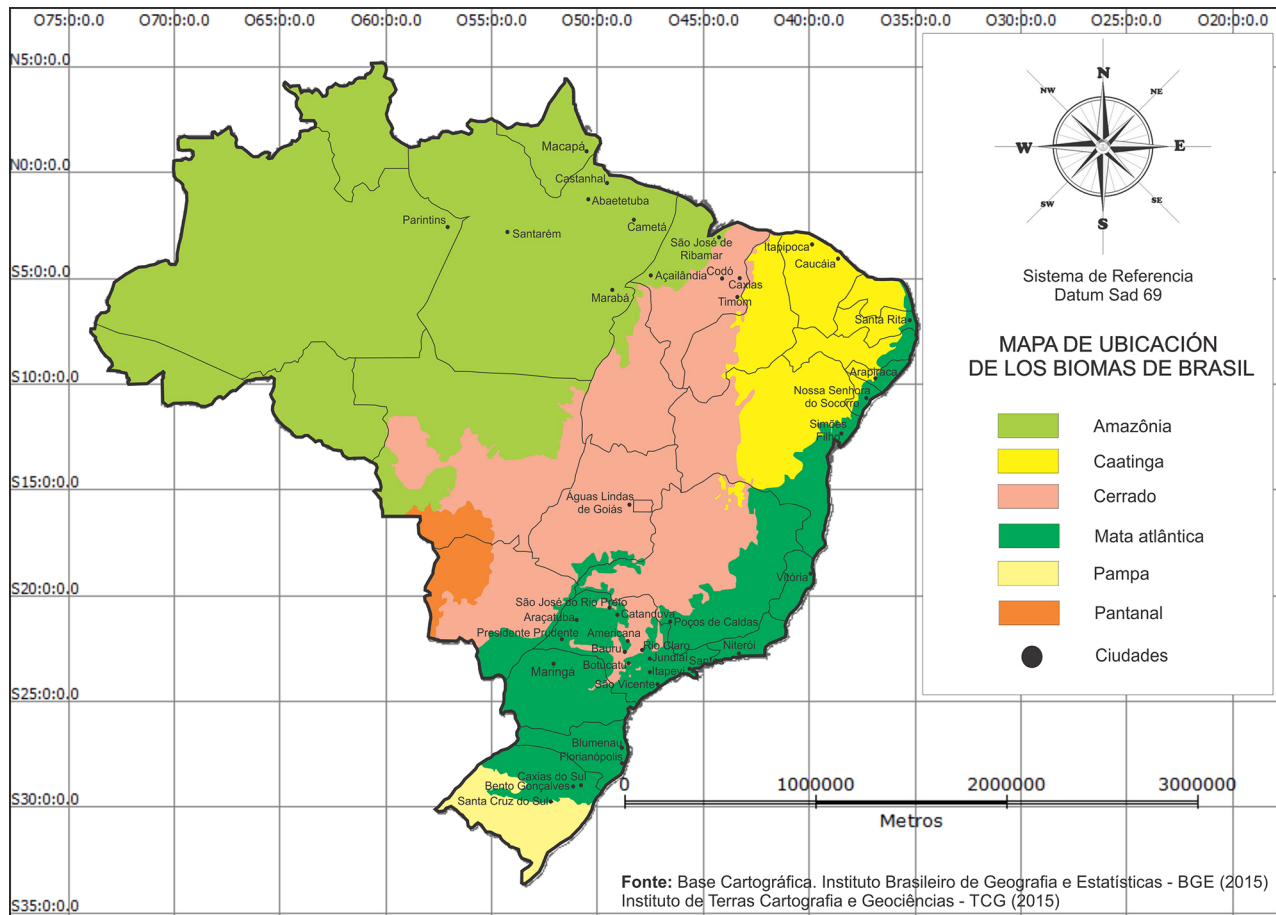 O75:0:0.0 O70:0:0.0 O65:0:0.0 O60:0:0.0 O55:0:0.0 O50:0:0.0 O45:0:0.0 O40:0:0.0 O35:0:0.0 O30:0:0.0 O25:0:0.0 O20:0:0.0
N5:0:0.0
N0:0:0.0
S5:0:0.0
S10:0:0.0
S15:0:0.0
S20:0:0.0
S25:0:0.0
S30:0:0.0
S35:0:0.0
Macapá
Castanhal
Abaetetuba
Parintins
Santarém
Cametá
São José de
Ribamar
Açailândia
Codó
Caxias
Marabá
Timom
Itapipoca
Caucáia
Santa Rita
Arapiraca
Nossa Senhora
do Socorro
Simões
Filho
Águas Lindas
de Goiás
Vitória
São José do Rio Preto
Catanduva
Araçatuba
Poços de Caldas
Presidente Prudente
Americana
Rio Claro
Niterói
Bauru
Jundiaí
Botucatu
Itapevi
Maringá
São Vicente
Blumenau
Florianópolis
Caxias do Sul
Bento Gonçalves
Santa Cruz do Sul
N
NW
NE
W
E
SW
SE
S
Sistema de Referencia
Datum Sad 69
MAPA DE UBICACIÓN
DE LOS BIOMAS DE BRASIL
Amazônia
Caatinga
Cerrado
Mata atlântica
Pampa
Pantanal
Ciudades
0 1000000 2000000 3000000
Metros
Fonte: Base Cartográfica. Instituto Brasileiro de Geografia e Estatísticas - BGE (2015)
Instituto de Terras Cartografia e Geociências - TCG (2015)